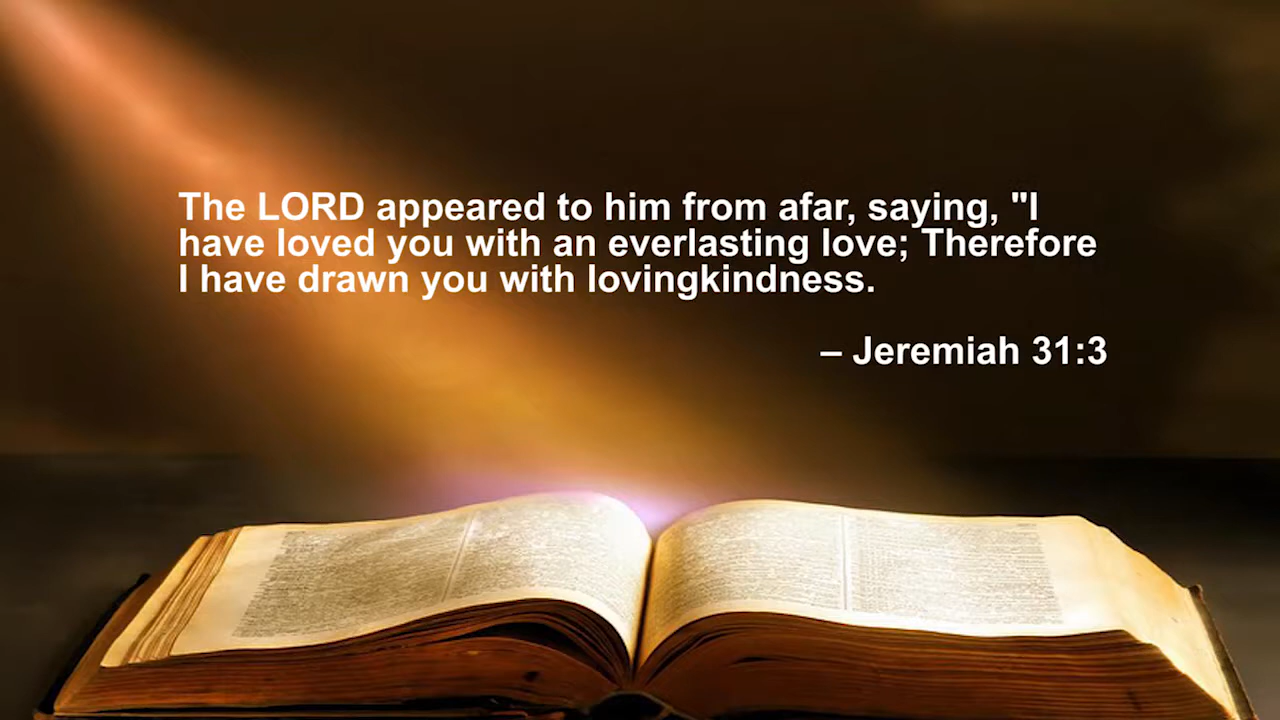 The LORD appeared to him from afar, saying, "I
have loved you with an everlasting love; Therefore
I have drawn you with lovingkindness.
– Jeremiah 31:3